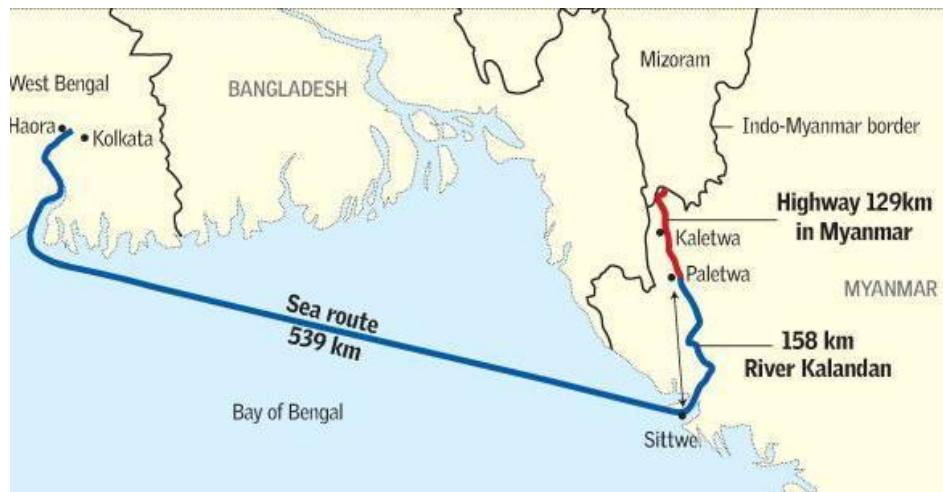 West Bengal
BANGLADESH
Mizoram
Haora
Kolkata
Indo-Myanmar border
Highway 129km
in Myanmar
Kaletwa
Paletwa
MYANMAR
Sea route
539 km
158 km
River Kalandan
Bay of Bengal
Sittwe